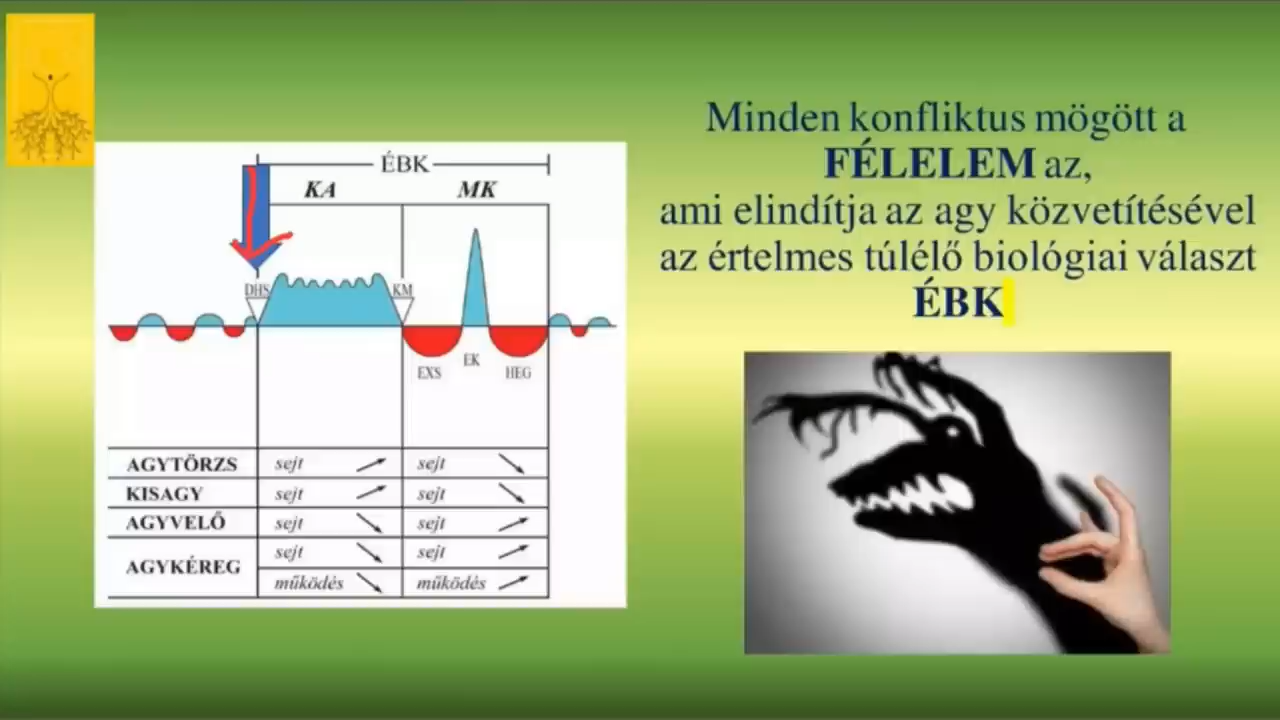 Minden konfliktus mögött a
FÉLELEM az,
ami elindítja az agy közvetítésével
az értelmes túlélő biológiai választ
ÉBK
ÉBK
KA MK
DHS KM
EXS EK HEG
AGYTÖRZS sejt sejt
KISAGY sejt sejt
AGYVELŐ sejt sejt
AGYKÉREG sejt sejt
működés működés